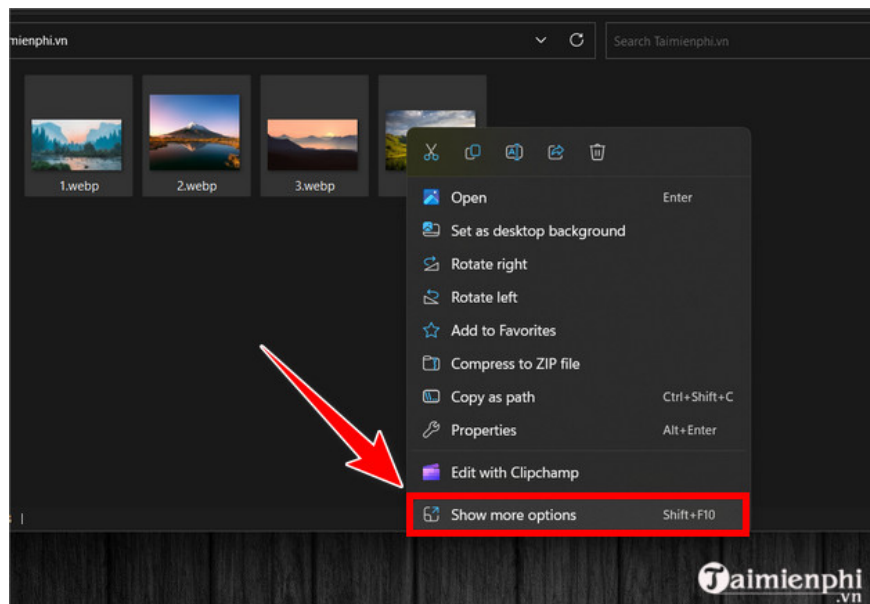 mienphi.vn
Search Taimienphi.vn
1.webp
2.webp
3.webp
Open Enter
Set as desktop background
Rotate right
Rotate left
Add to Favorites
Compress to ZIP file
Copy as path Ctrl+Shift+C
Properties Alt+Enter
Edit with Clipchamp
Show more options Shift+F10
Taimienphi
.vn